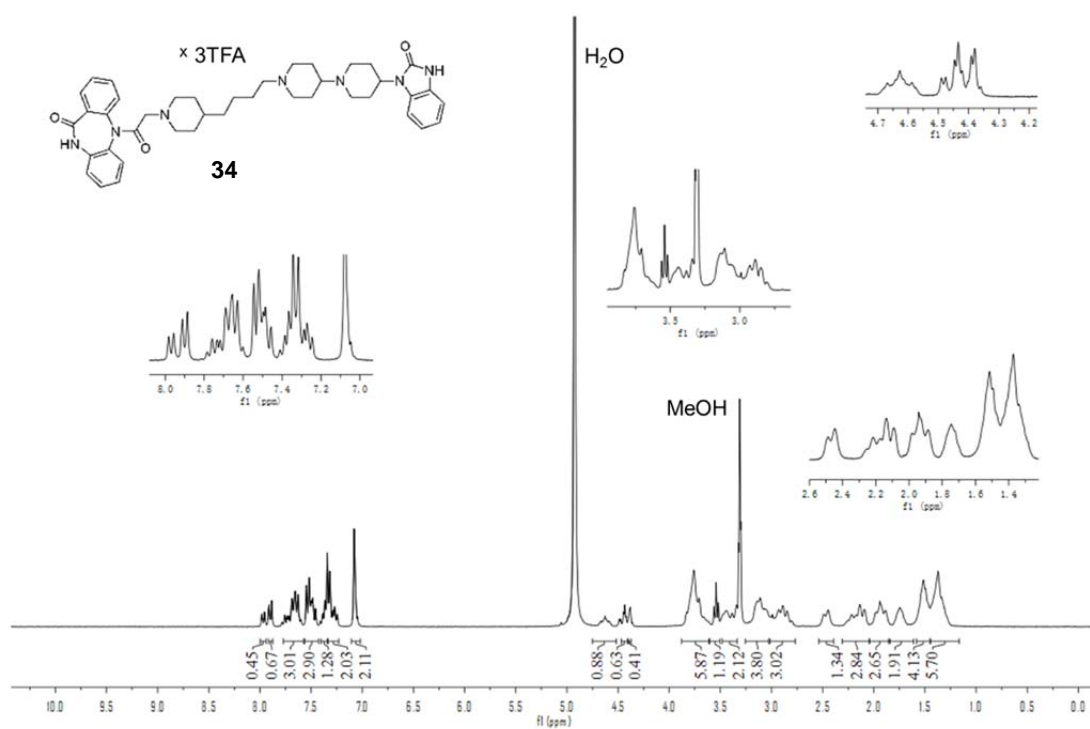 x 3TFA
O
NH
N
N
N
N
O
NH
N
N
O
34
H₂O
MeOH
4.7 4.6 4.5 4.4 4.3 4.2
f1 (ppm)
3.5 3.0
f1 (ppm)
8.0 7.8 7.6 7.4 7.2 7.0
f1 (ppm)
2.6 2.4 2.2 2.0 1.8 1.6 1.4
f1 (ppm)
0.45 0.67 3.01 2.90 1.28 2.03 2.11 0.88 0.63 0.41 5.87 1.19 2.12 3.80 3.02 1.34 2.84 2.65 1.91 4.13 5.70
10.0 9.5 9.0 8.5 8.0 7.5 7.0 6.5 6.0 5.5 5.0 4.5 4.0 3.5 3.0 2.5 2.0 1.5 1.0 0.5 0.0
f1 (ppm)